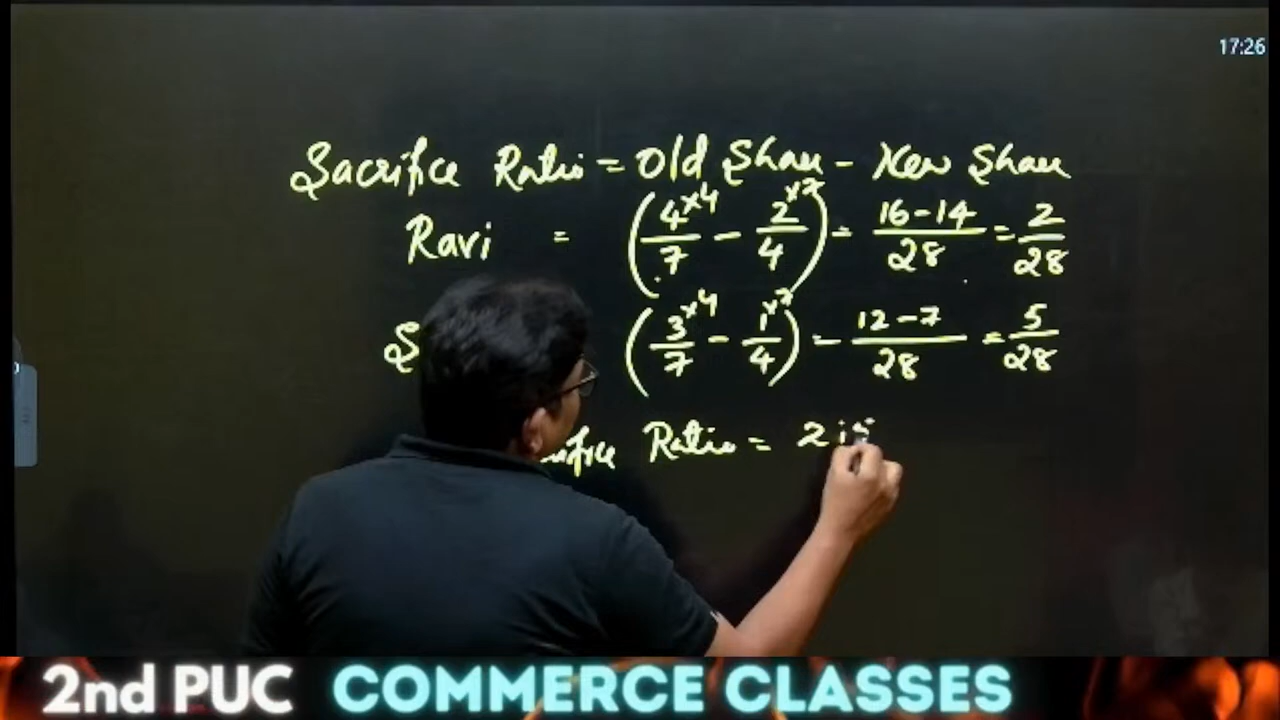 17:26
Sacrifice Ratio = Old Share - New Share
Ravi = (4×4/7 - 2×7/4) = 16-14/28 = 2/28
S (3×4/7 - 1×7/4) = 12-7/28 = 5/28
Ratio = 2:5
2nd PUC COMMERCE CLASSES